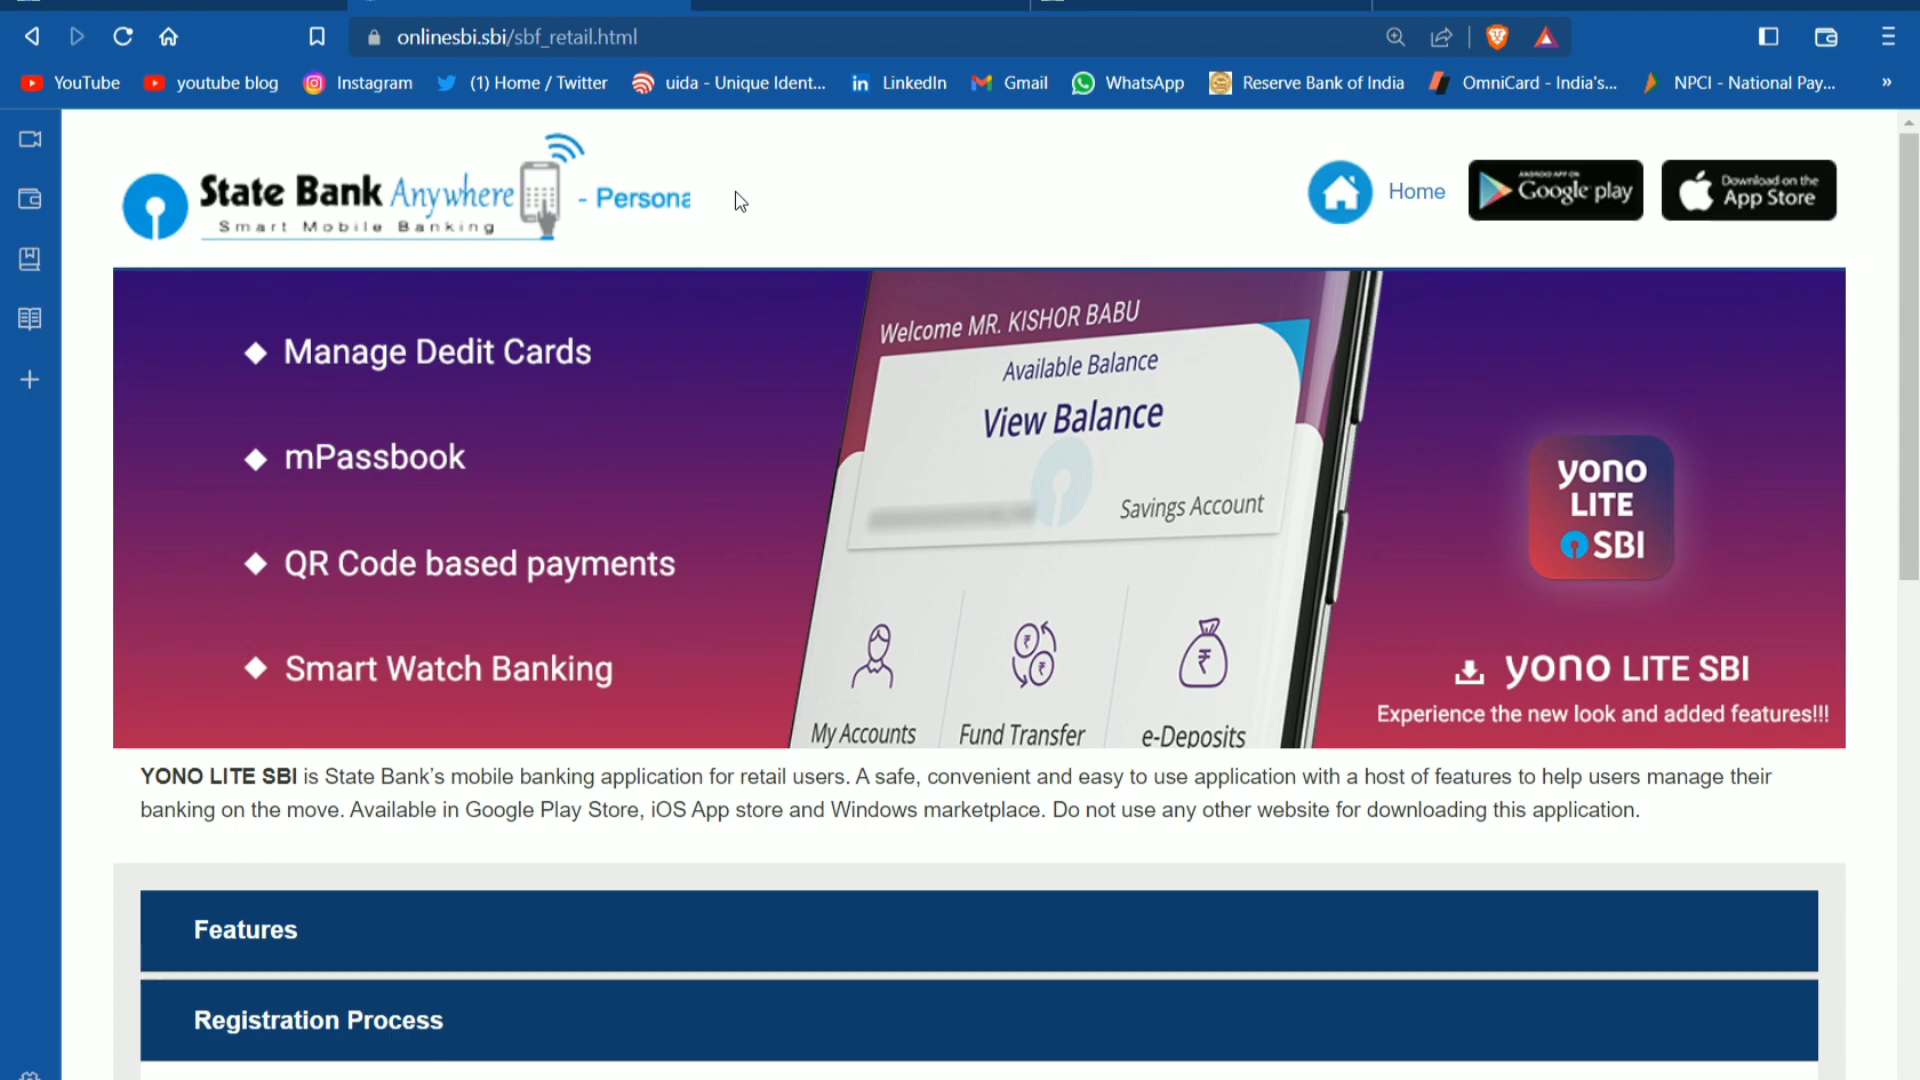 onlinesbi.sbi/sbf_retail.html
YouTube youtube blog Instagram (1) Home / Twitter uida - Unique Ident... LinkedIn Gmail WhatsApp Reserve Bank of India OmniCard - India's... NPCI - National Pay... »
State Bank Anywhere
Smart Mobile Banking
- Persona
Home
ANDROID APP ON
Google play
Download on the
App Store
Manage Dedit Cards
mPassbook
QR Code based payments
Smart Watch Banking
Welcome MR. KISHOR BABU
Available Balance
View Balance
Savings Account
My Accounts Fund Transfer e-Deposits
yono
LITE
SBI
yono LITE SBI
Experience the new look and added features!!!
YONO LITE SBI is State Bank's mobile banking application for retail users. A safe, convenient and easy to use application with a host of features to help users manage their
banking on the move. Available in Google Play Store, iOS App store and Windows marketplace. Do not use any other website for downloading this application.
Features
Registration Process